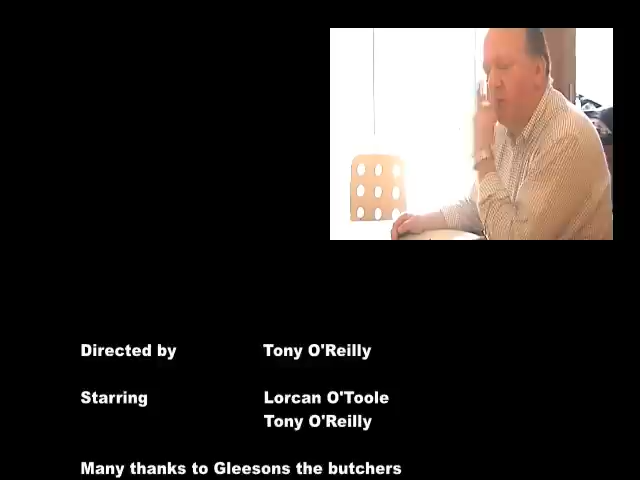 Directed by Tony O'Reilly
Starring Lorcan O'Toole
Tony O'Reilly
Many thanks to Gleesons the butchers